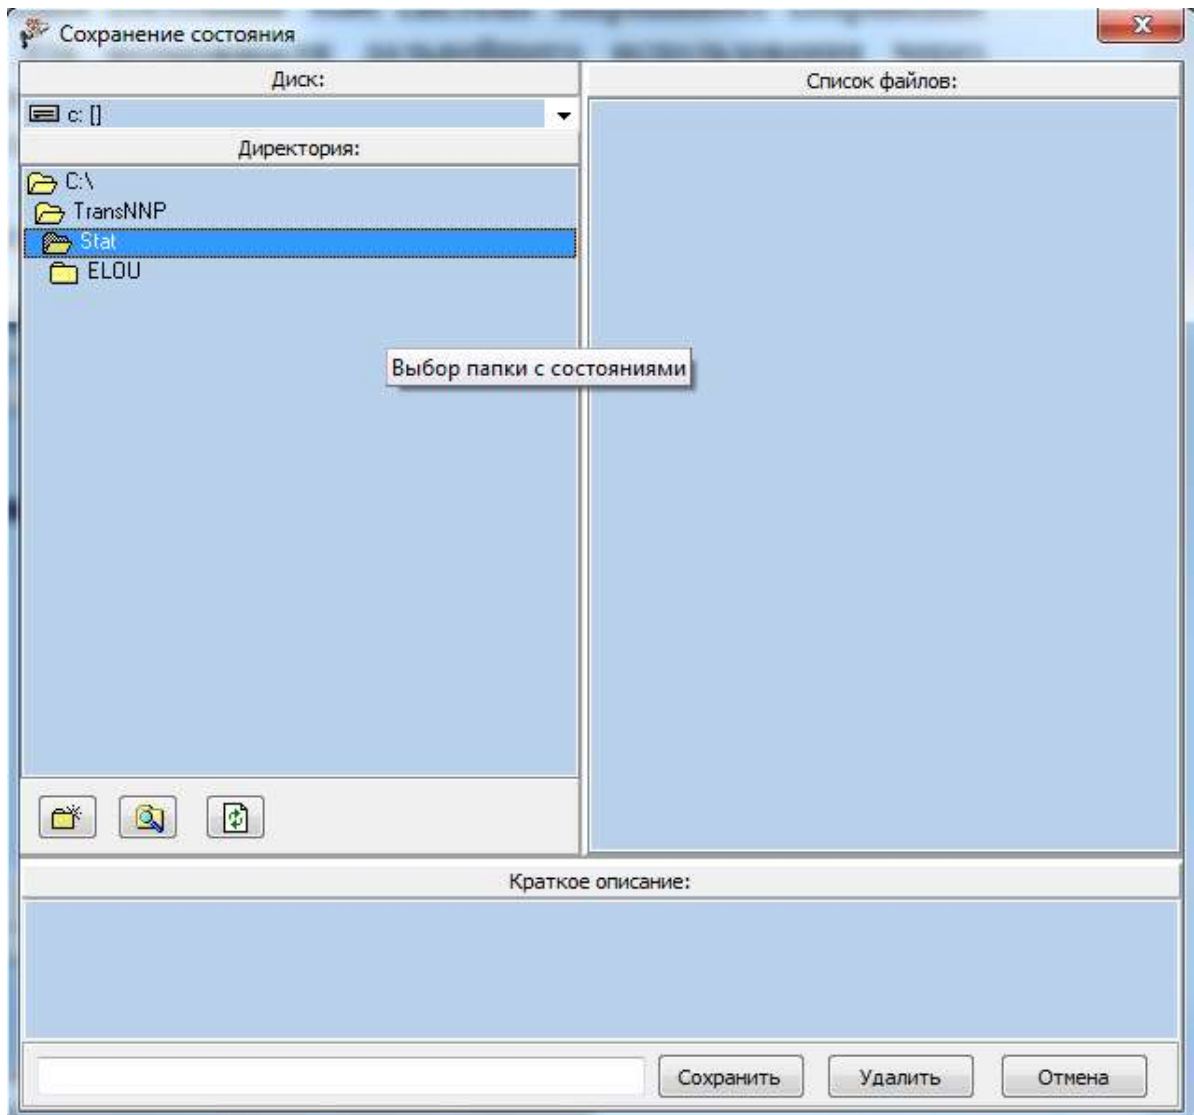 Сохранение состояния
Диск:
c: []
Директория:
C:\
TransNNP
Stat
ELOU
Выбор папки с состояниями
Список файлов:
Краткое описание:
Сохранить
Удалить
Отмена